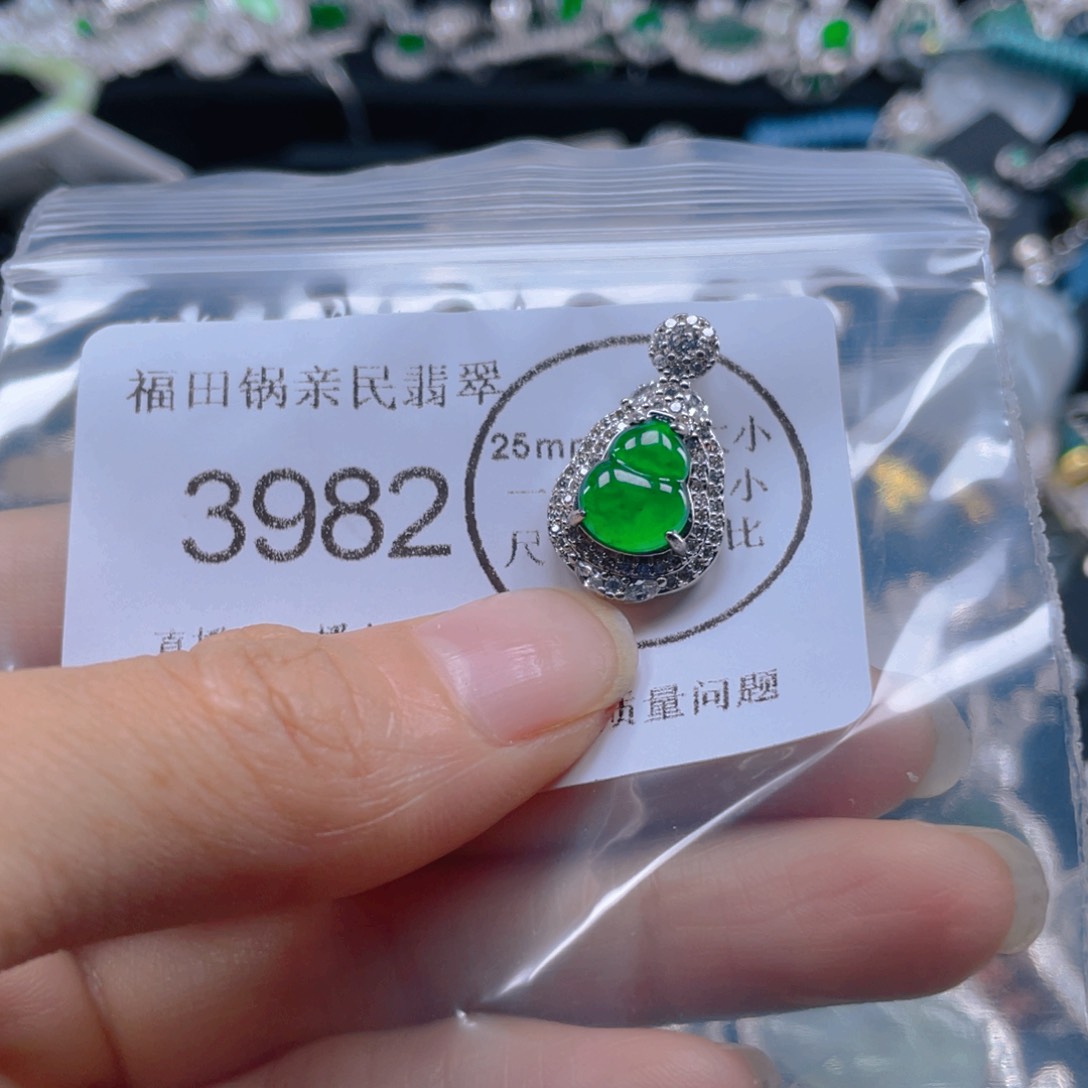 福田锅亲民翡翠
3982
25mm
小
一 小
尺 比
质量问题